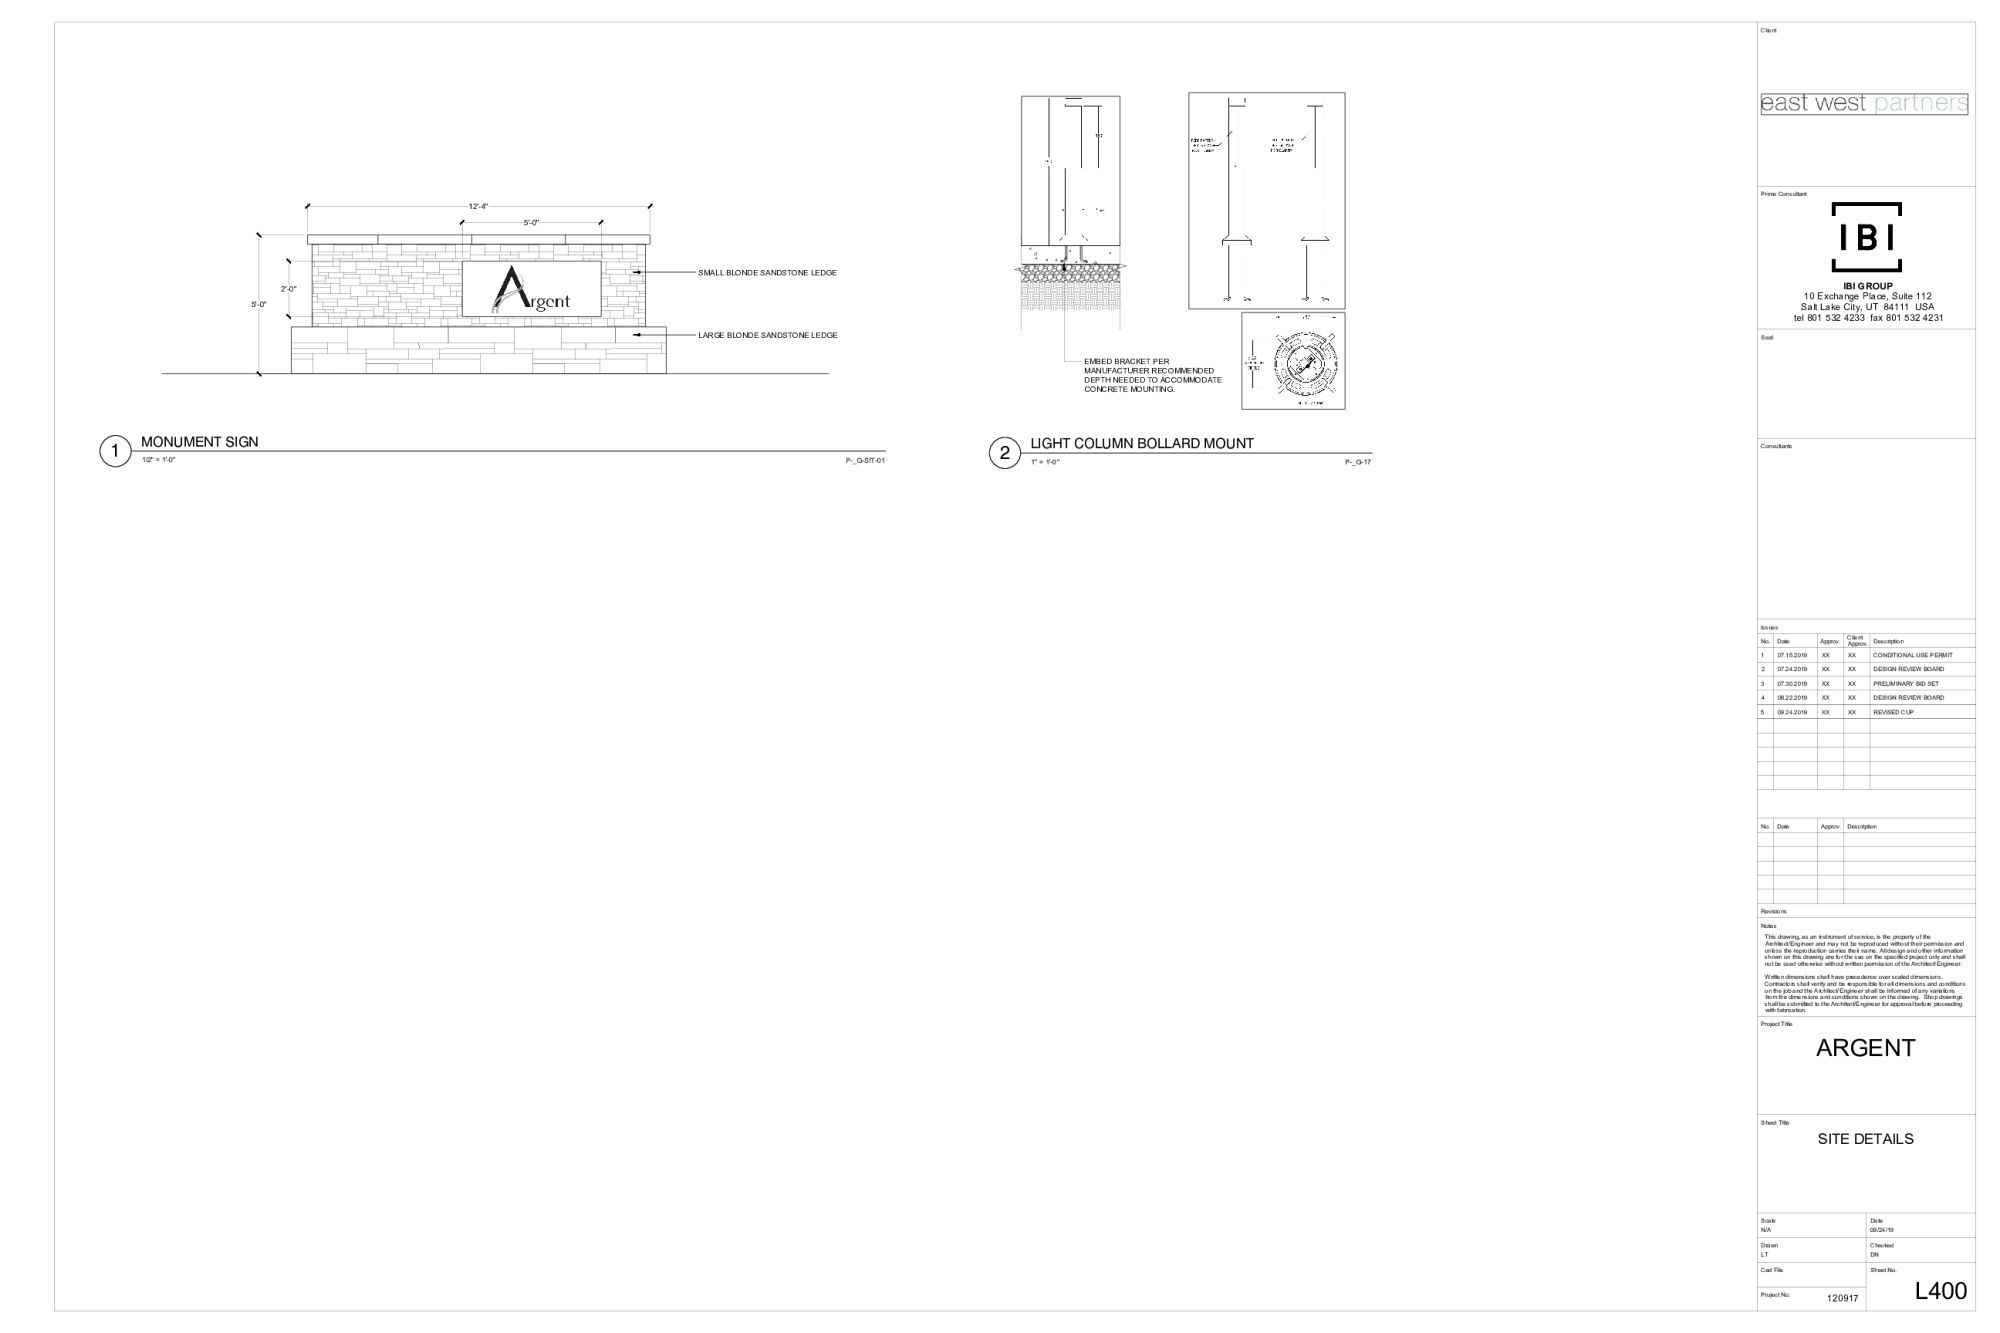 12'-4"
5'-0"
2'-0"
SMALL BLONDE SANDSTONE LEDGE
Argent
LARGE BLONDE SANDSTONE LEDGE
1
MONUMENT SIGN
1/2" = 1'-0"
P-_G-SIT-01
EMBED BRACKET PER
MANUFACTURER RECOMMENDED
DEPTH NEEDED TO ACCOMMODATE
CONCRETE MOUNTING.
2
LIGHT COLUMN BOLLARD MOUNT
1" = 1'-0"
P-_G-17
Client
east west partners
Prime Consultant
IBI
IBI GROUP
10 Exchange Place, Suite 112
Salt Lake City, UT 84111 USA
tel 801 532 4233 fax 801 532 4231
Seal
Consultants
Issues
No. Date Approv. Client Approv. Description
1 07.15.2019 XX XX CONDITIONAL USE PERMIT
2 07.24.2019 XX XX DESIGN REVIEW BOARD
3 07.30.2019 XX XX PRELIMINARY BID SET
4 08.22.2019 XX XX DESIGN REVIEW BOARD
5 09.24.2019 XX XX REVISED CUP
No. Date Approv. Description
Revisions
Notes
This drawing, as an instrument of service, is the property of the
Architect/Engineer and may not be reproduced without their permission and
unless the reproduction carries their name. All design and other information
shown on this drawing are for the use on the specified project only and shall
not be used otherwise without written permission of the Architect/Engineer.
Written dimensions shall have precedence over scaled dimensions.
Contractors shall verify and be responsible for all dimensions and conditions
on the job and the Architect/Engineer shall be informed of any variations
from the dimensions and conditions shown on the drawing. Shop drawings
shall be submitted to the Architect/Engineer for approval before proceeding
with fabrication.
Project Title
ARGENT
Sheet Title
SITE DETAILS
Scale
N/A
Date
09/24/19
Drawn
LT
Checked
DN
Cad File
Sheet No.
L400
Project No.
120917